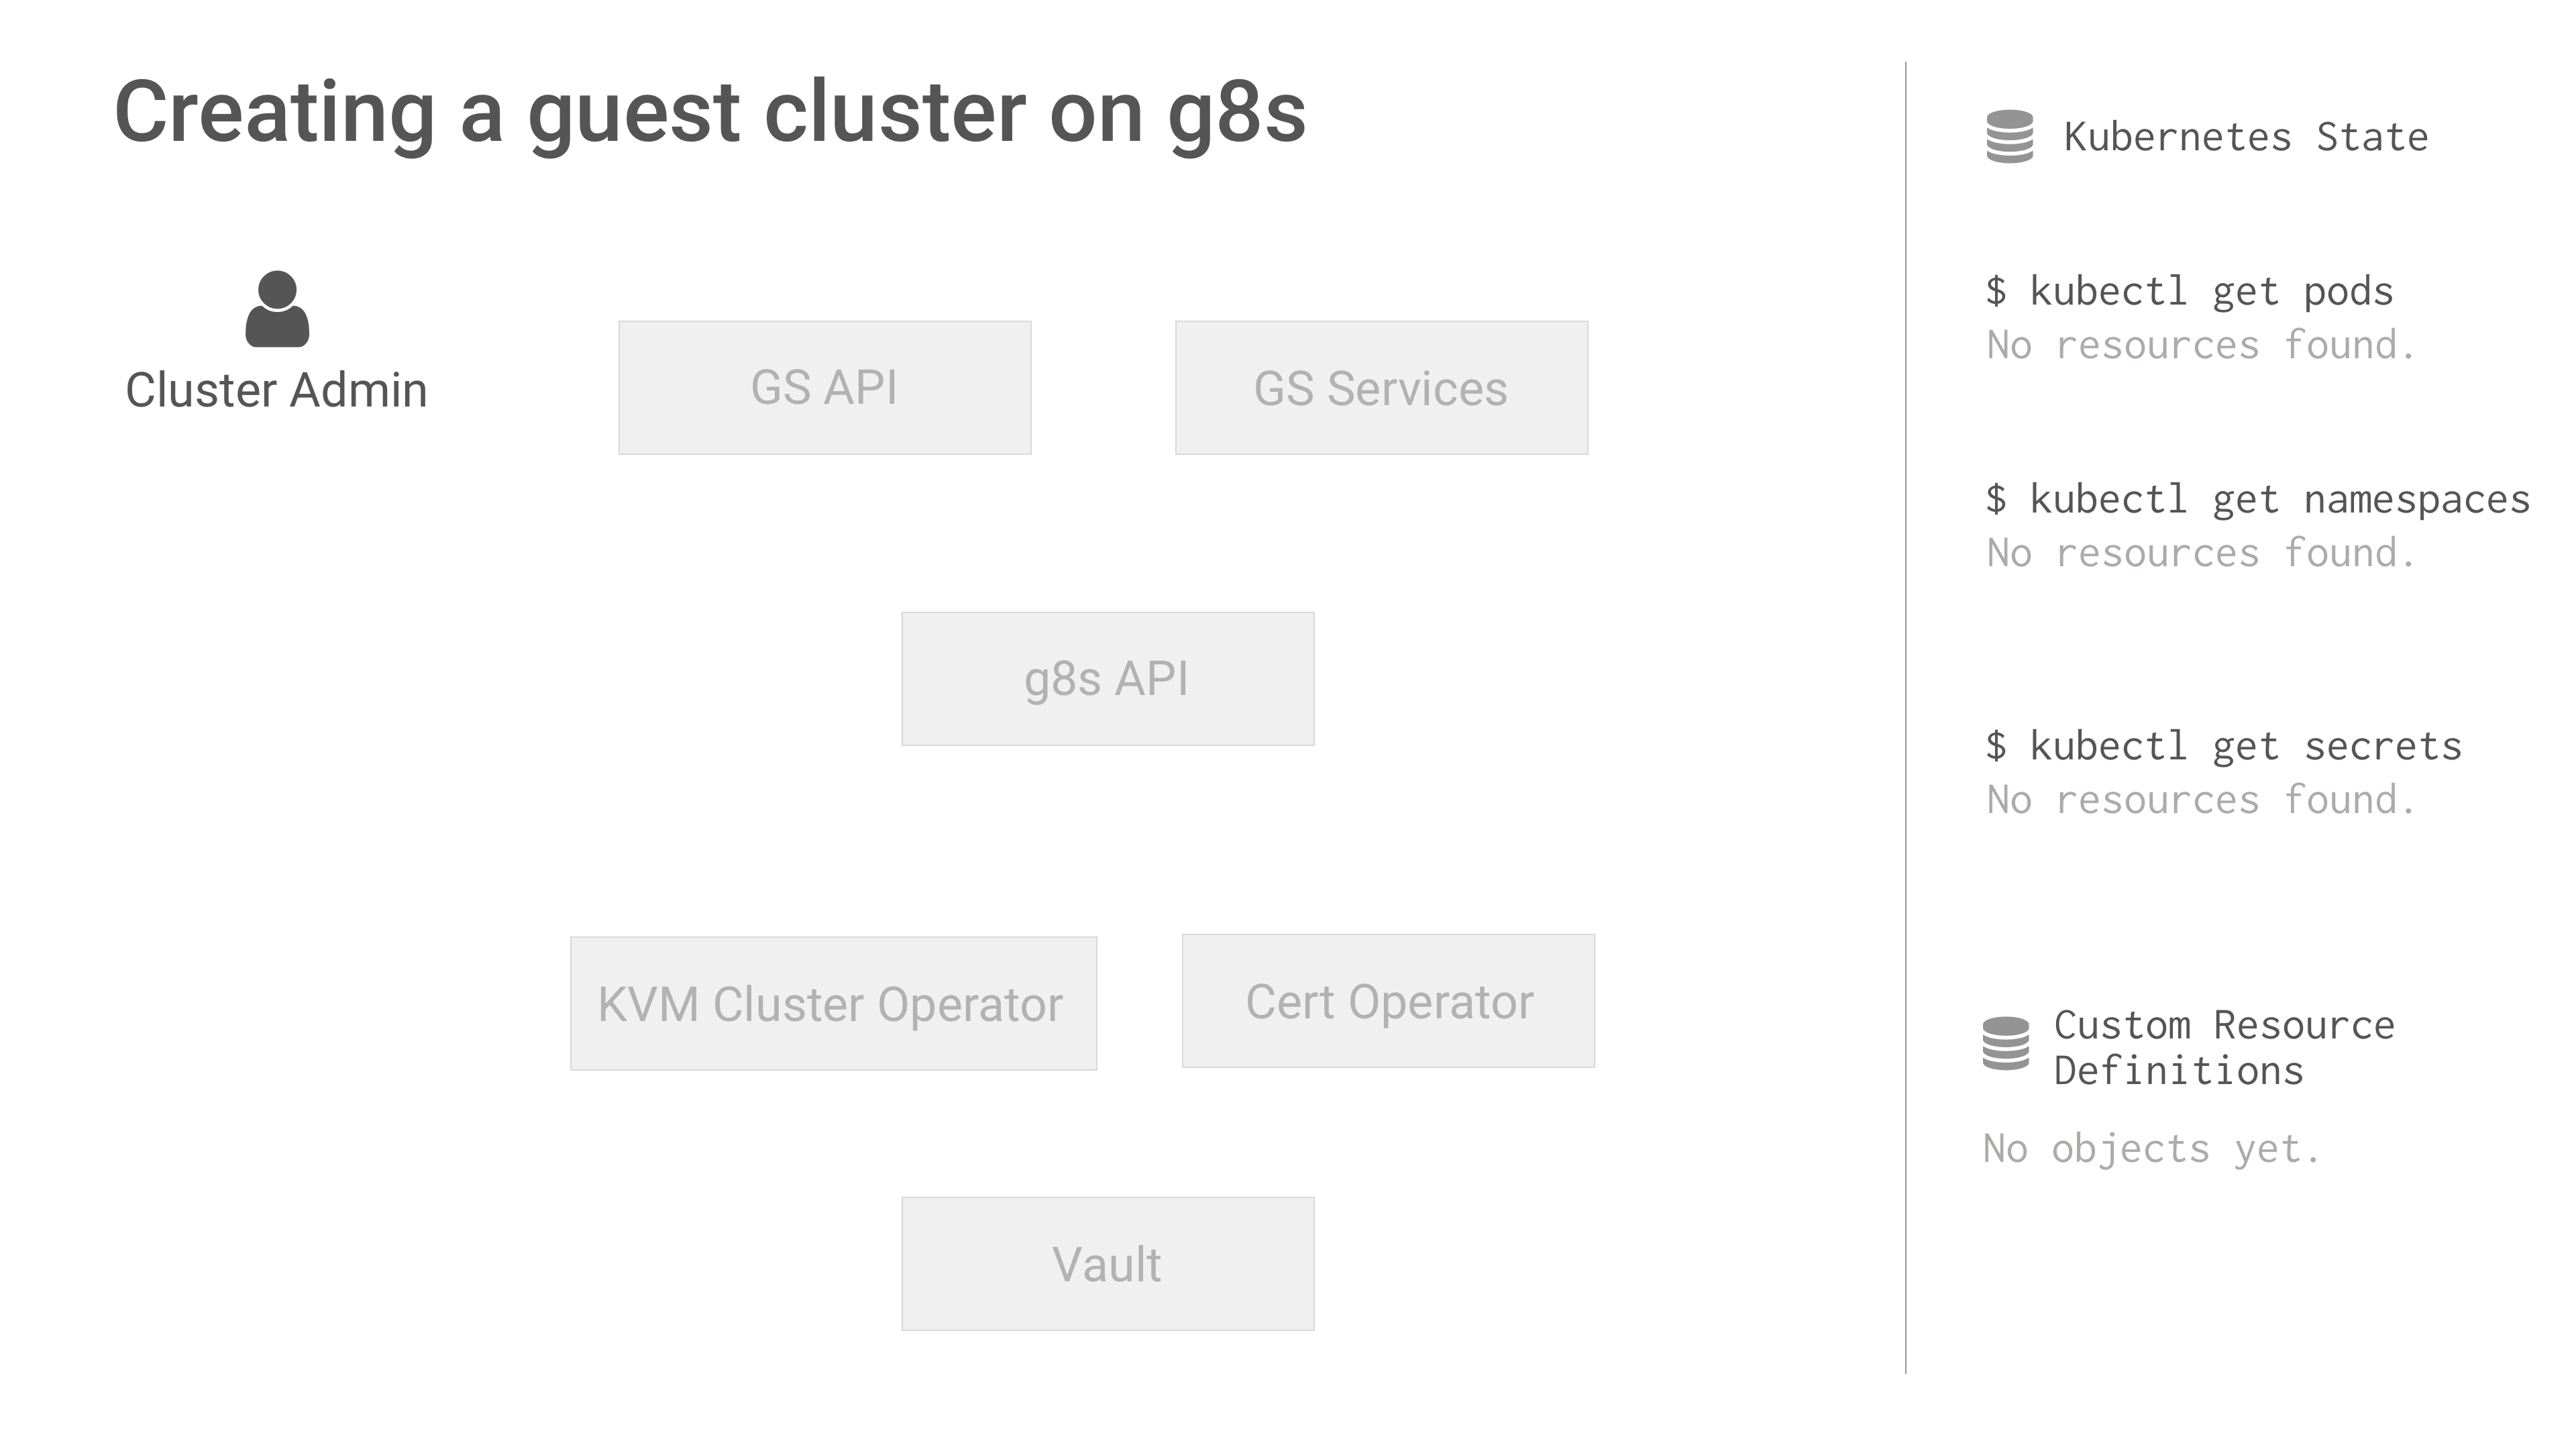 Creating a guest cluster on g8s
Cluster Admin
GS API
GS Services
g8s API
KVM Cluster Operator
Cert Operator
Vault
Kubernetes State
$ kubectl get pods
No resources found.
$ kubectl get namespaces
No resources found.
$ kubectl get secrets
No resources found.
Custom Resource
Definitions
No objects yet.